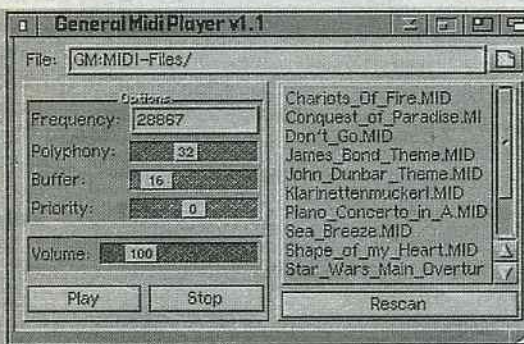 General Midi Player v1.1
File: GM:MIDI-Files/
Options
Frequency: 28867
Polyphony: 32
Buffer: 16
Priority: 0
Volume: 100
Play Stop
Chariots_Of_Fire.MID
Conquest_of_Paradise.MI
Don't_Go.MID
James_Bond_Theme.MID
John_Dunbar_Theme.MID
Klarinettenmuckerl.MID
Piano_Concerto_in_A.MID
Sea_Breeze.MID
Shape_of_my_Heart.MID
Star_Wars_Main_Overtur
Rescan